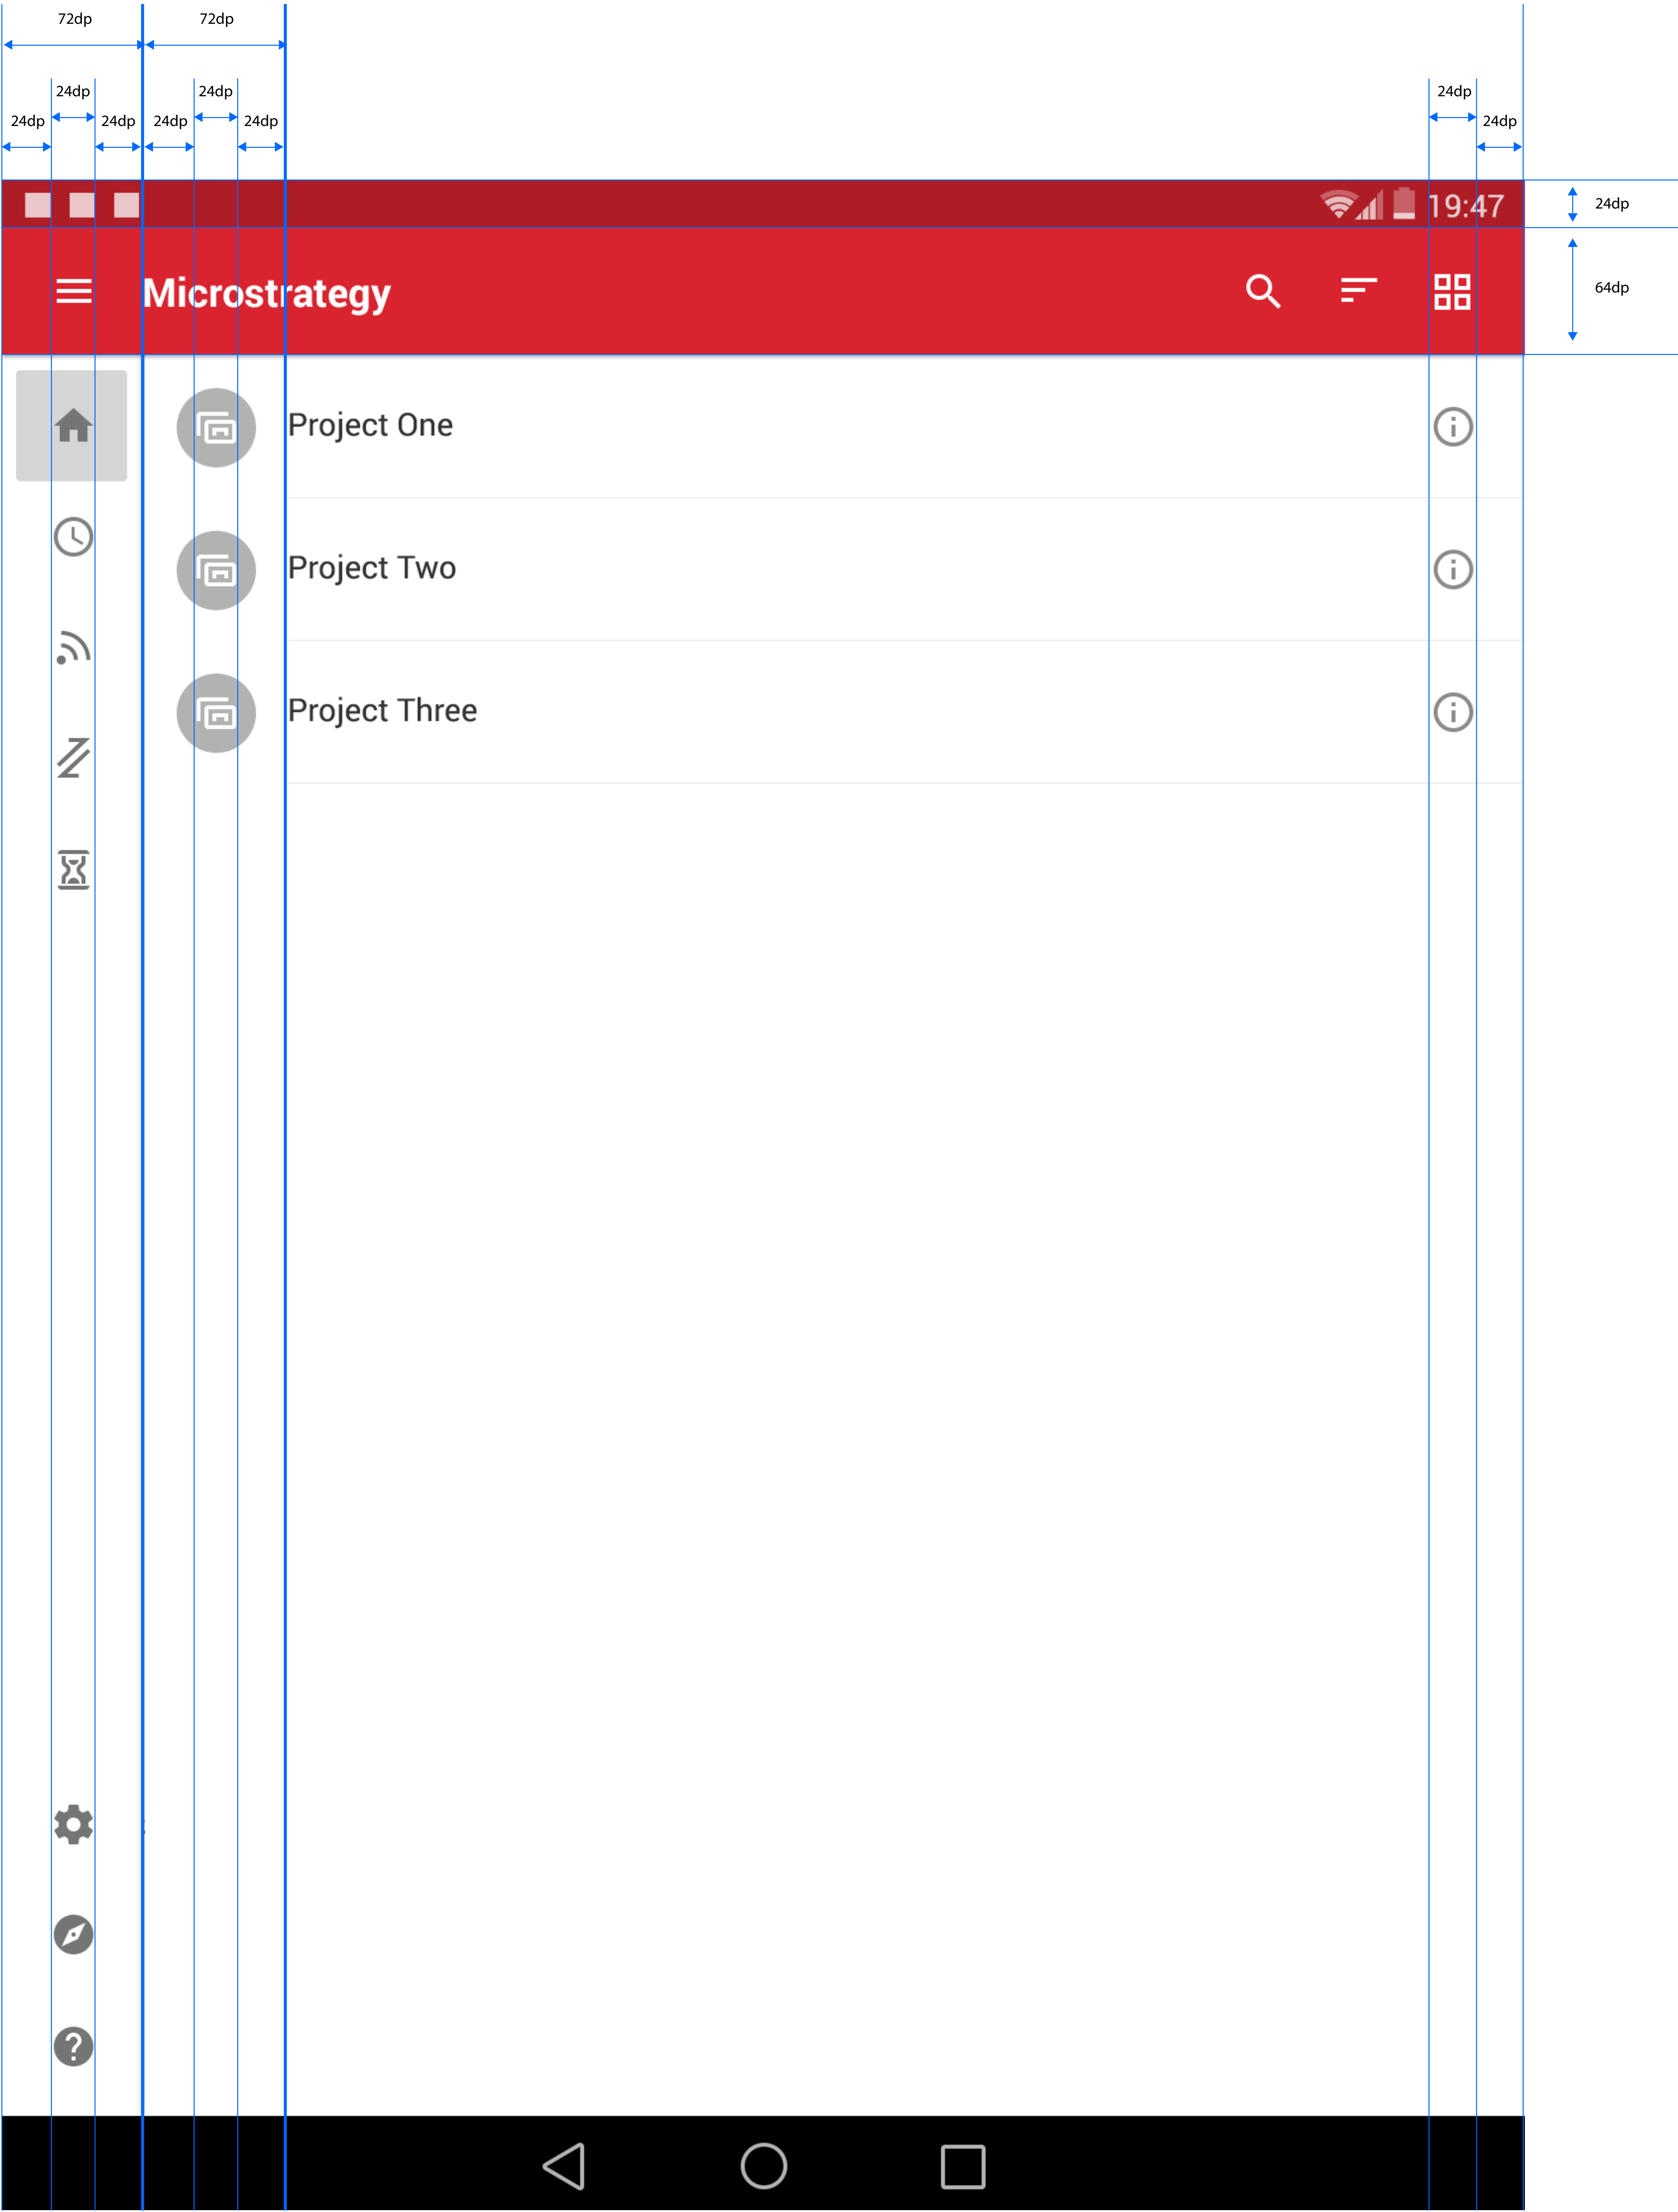 72dp 72dp
24dp 24dp 24dp
24dp 24dp 24dp 24dp 24dp
19:47 24dp
Microstrategy 64dp
Project One
Project Two
Project Three